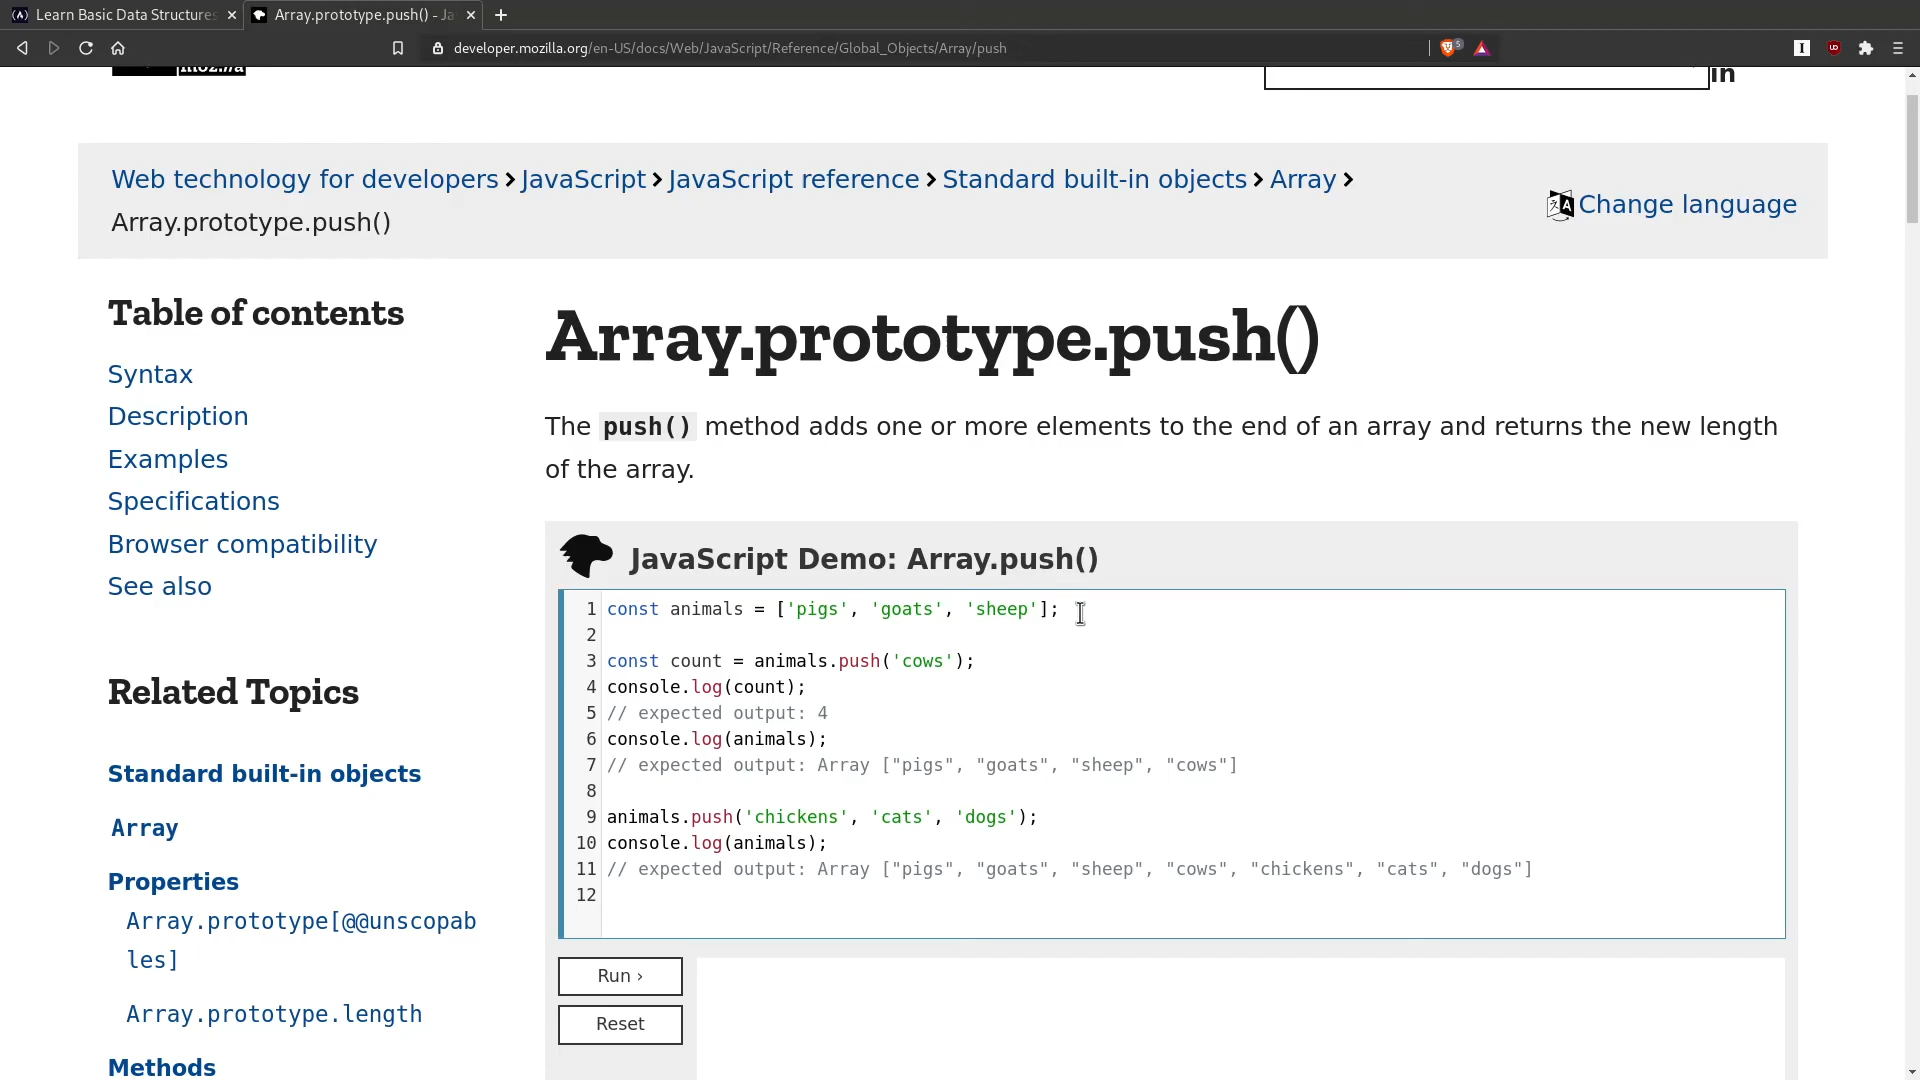 Learn Basic Data Structures
Array.prototype.push() - Ja
developer.mozilla.org/en-US/docs/Web/JavaScript/Reference/Global_Objects/Array/push
5
in
Web technology for developers › JavaScript › JavaScript reference › Standard built-in objects › Array ›
Array.prototype.push()
Change language
Table of contents
Syntax
Description
Examples
Specifications
Browser compatibility
See also
Related Topics
Standard built-in objects
Array
Properties
Array.prototype[@@unscopab
les]
Array.prototype.length
Methods
Array.prototype.push()
The push() method adds one or more elements to the end of an array and returns the new length
of the array.
JavaScript Demo: Array.push()
1 const animals = ['pigs', 'goats', 'sheep'];
2
3 const count = animals.push('cows');
4 console.log(count);
5 // expected output: 4
6 console.log(animals);
7 // expected output: Array ["pigs", "goats", "sheep", "cows"]
8
9 animals.push('chickens', 'cats', 'dogs');
10 console.log(animals);
11 // expected output: Array ["pigs", "goats", "sheep", "cows", "chickens", "cats", "dogs"]
12
Run ›
Reset